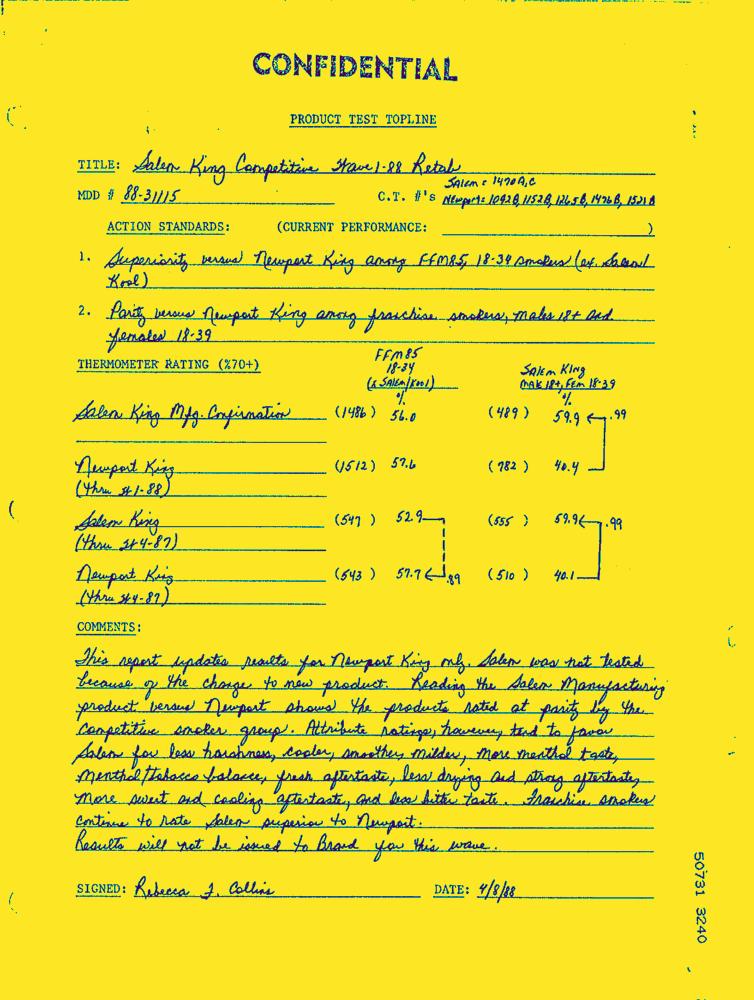 CONFIDENTIAL
PRODUCT TEST TOPLINE
TITLE: Salem King Competitive Wave 1-88 Retab
MDD # 88-31115 C.T. #'S Salem: 1470A,C
Newport: 1092B, 1152B, 1265B, 1476B, 1521B
ACTION STANDARDS: (CURRENT PERFORMANCE: )
1. Superiority versus Newport King among FFM85, 18-34 smokers (ex. Salem/
Kool)
2. Parity versus Newport King among franchise smokers, males 18+ and
females 18-39
THERMOMETER RATING (%70+)
FFM85
18-34
(x Salem/Kool)
%
Salem King
male 18+, Fem 18-39
%
Salem King Mfg. Confirmation (1486) 56.0 (489) 59.9 .99
Newport King (1512) 57.6 (782) 40.4
(thru #1-88)
Salem King (547) 52.9 (555) 59.9 .99
(thru #4-87)
Newport King (543) 57.7 .89 (510) 40.1
(thru #4-87)
COMMENTS:
This report updates results for Newport King only. Salem was not tested
because of the change to new product. Reading the Salem Manufacturing
product versus Newport shows the products rated at parity by the
competitive smoker group. Attribute ratings, however, tend to favor
Salem for less harshness, cooler, smoother, milder, more menthol taste,
menthol/tobacco balance, fresh aftertaste, less drying and strong aftertaste,
more sweet and cooling aftertaste, and less bitter taste. Franchise smokers
continue to rate Salem superior to Newport.
Results will not be issued to Brand for this wave.
SIGNED: Rebecca J. Collins DATE: 4/8/88
50731 3240